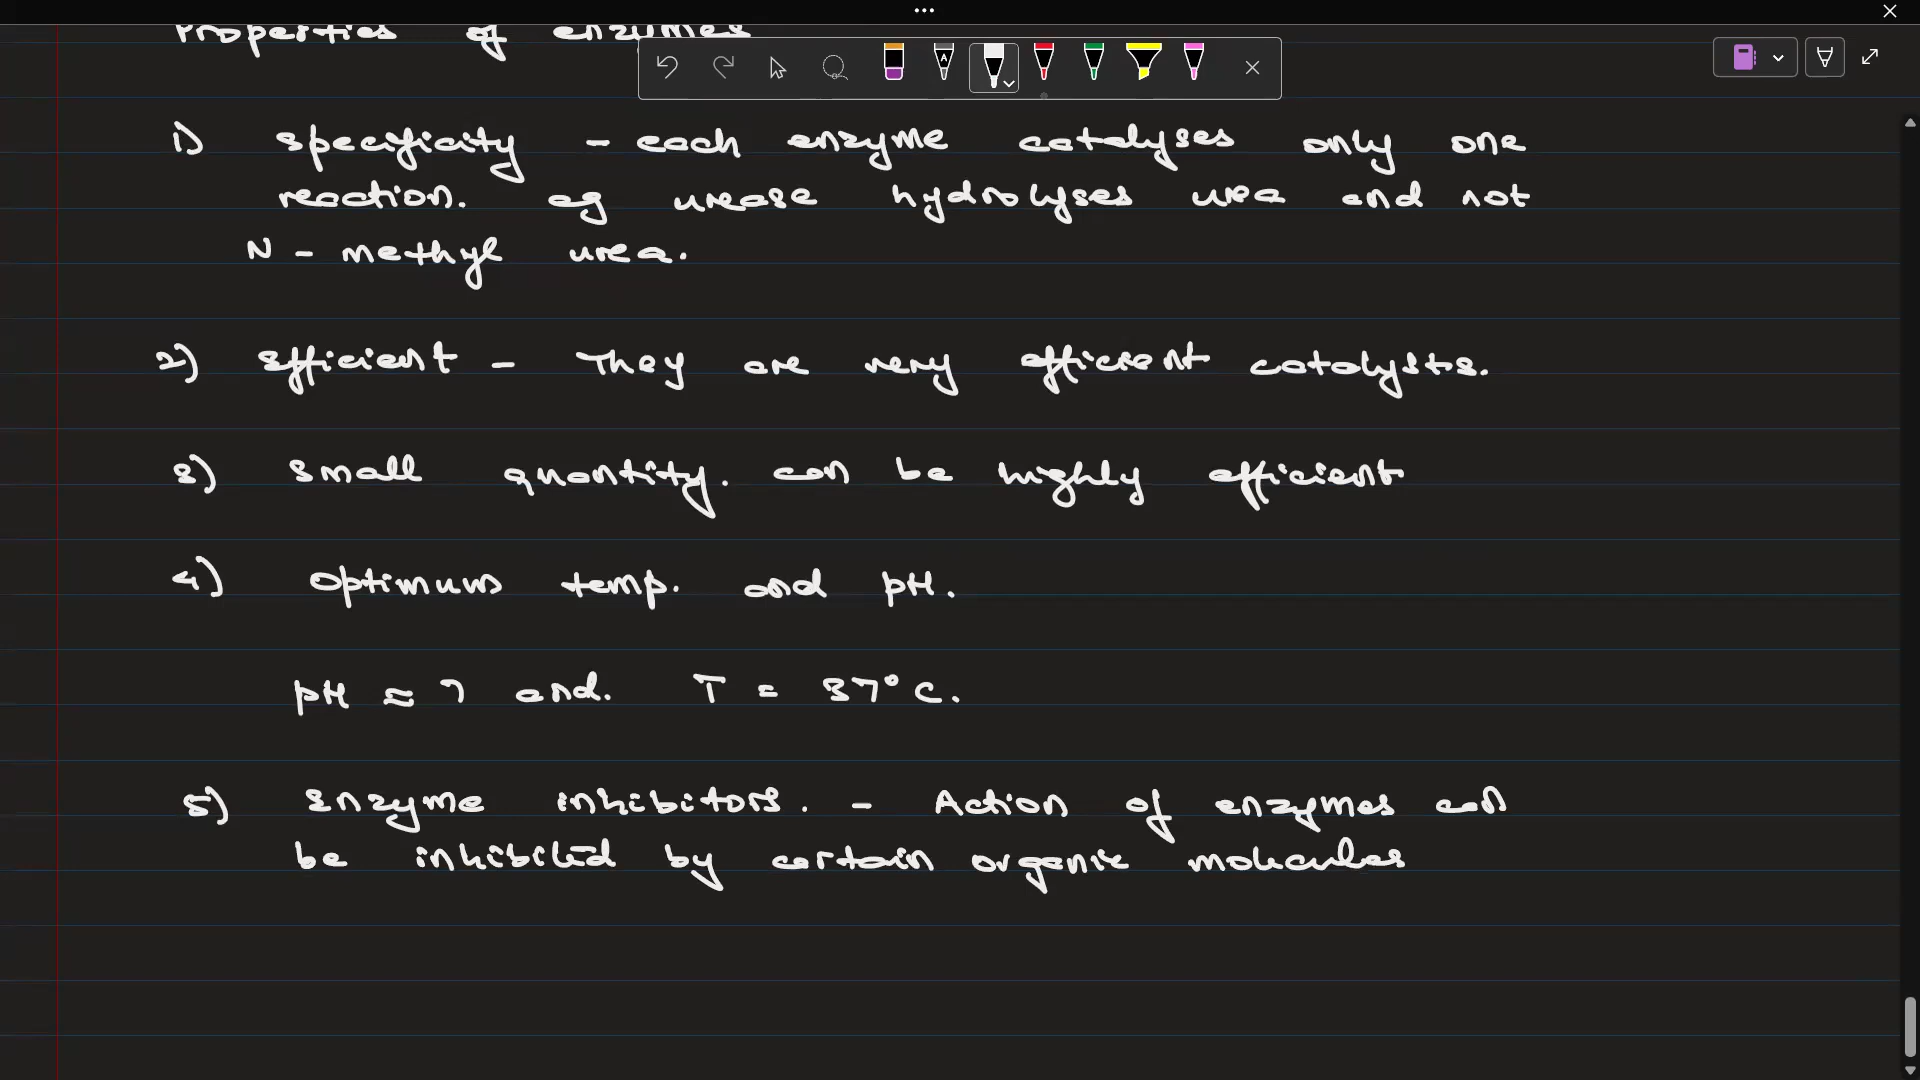 Properties of enzymes
1) specificity - each enzyme catalyses only one
reaction. eg urease hydrolyses urea and not
N - methyl urea.
2) Efficient - They are very efficient catalysts.
3) small quantity. can be highly efficient
4) Optimum temp. and pH.
pH ≈ 7 and. T = 37°C.
5) Enzyme inhibitors. - Action of enzymes can
be inhibited by certain organic molecules